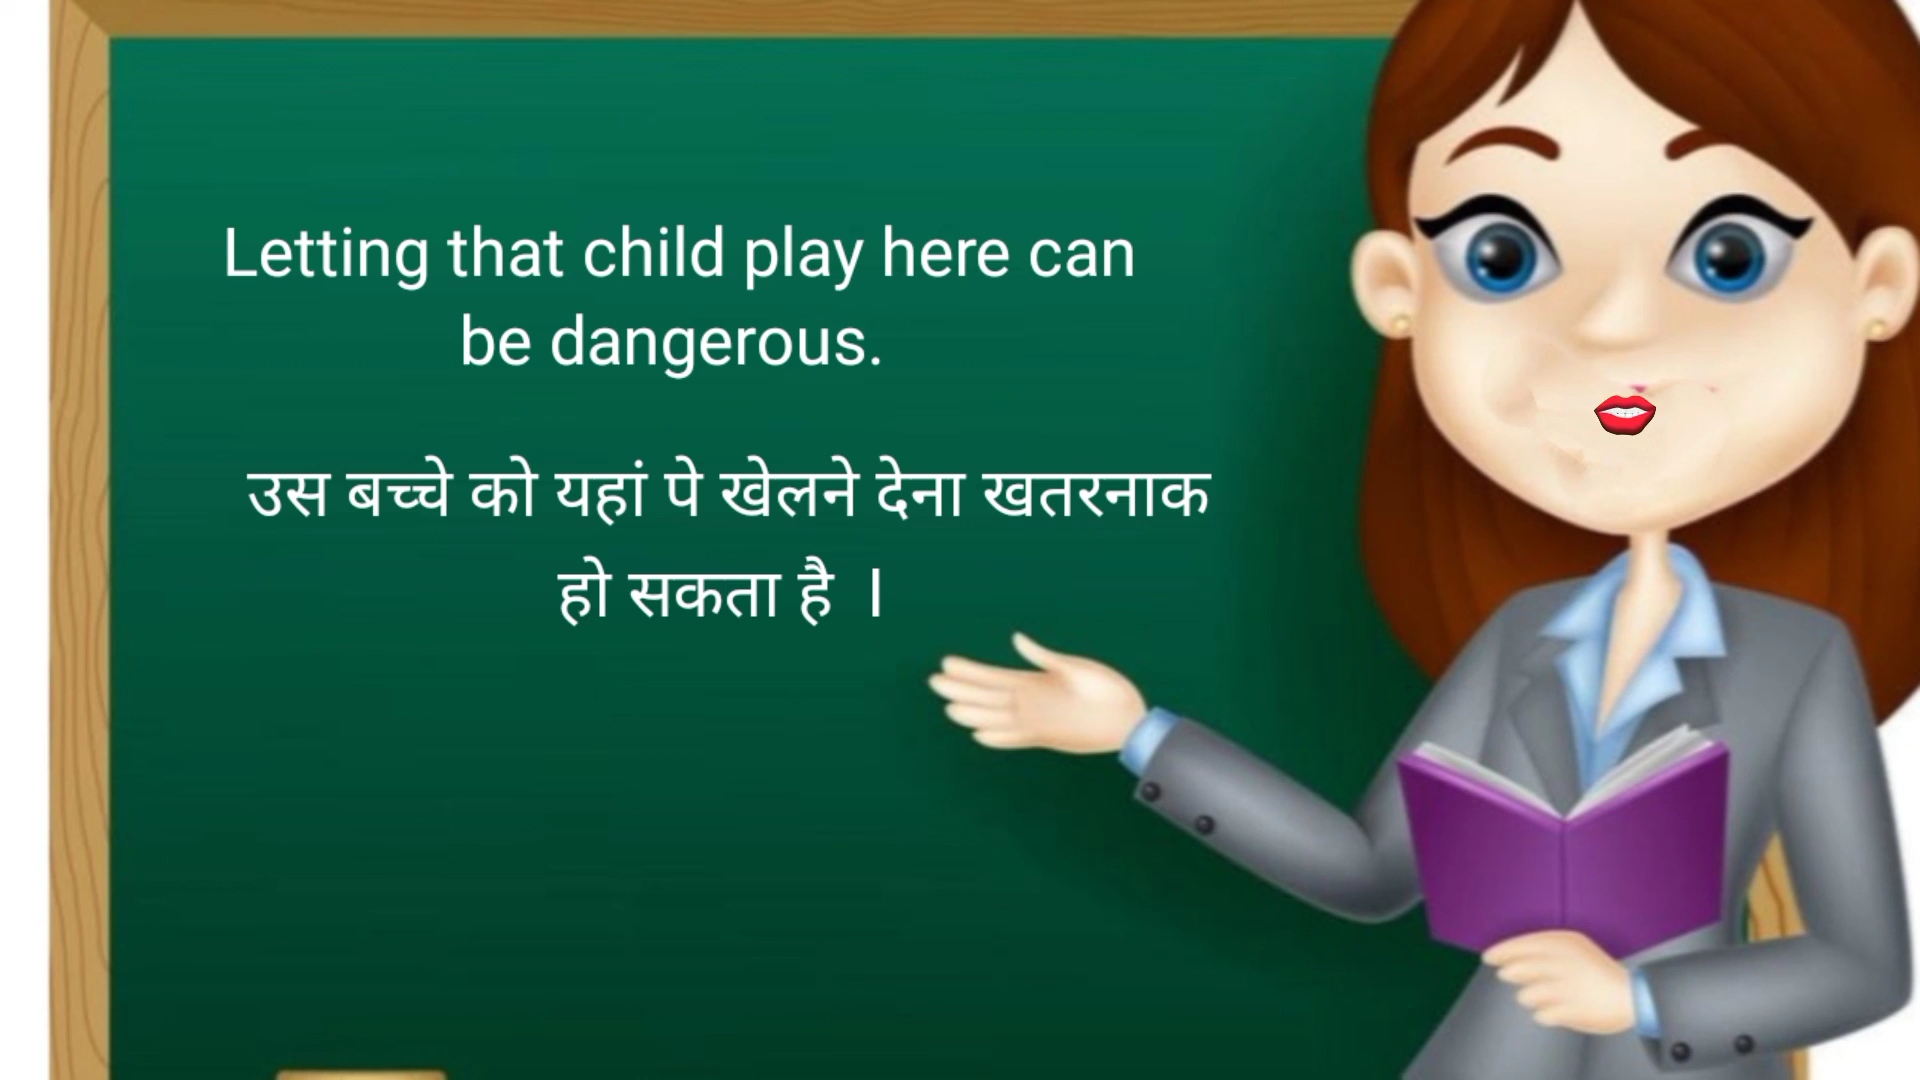 Letting that child play here can
be dangerous.
उस बच्चे को यहां पे खेलने देना खतरनाक
हो सकता है ।